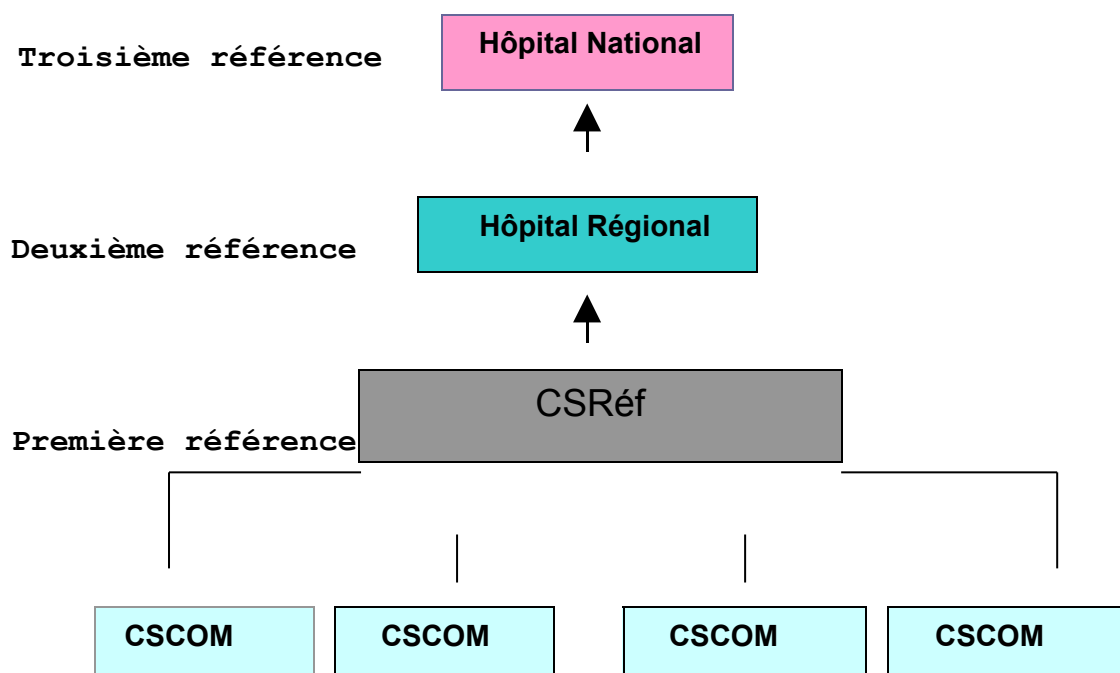 Troisième référence
Hôpital National
Deuxième référence
Hôpital Régional
Première référence
CSRéf
CSCOM
CSCOM
CSCOM
CSCOM